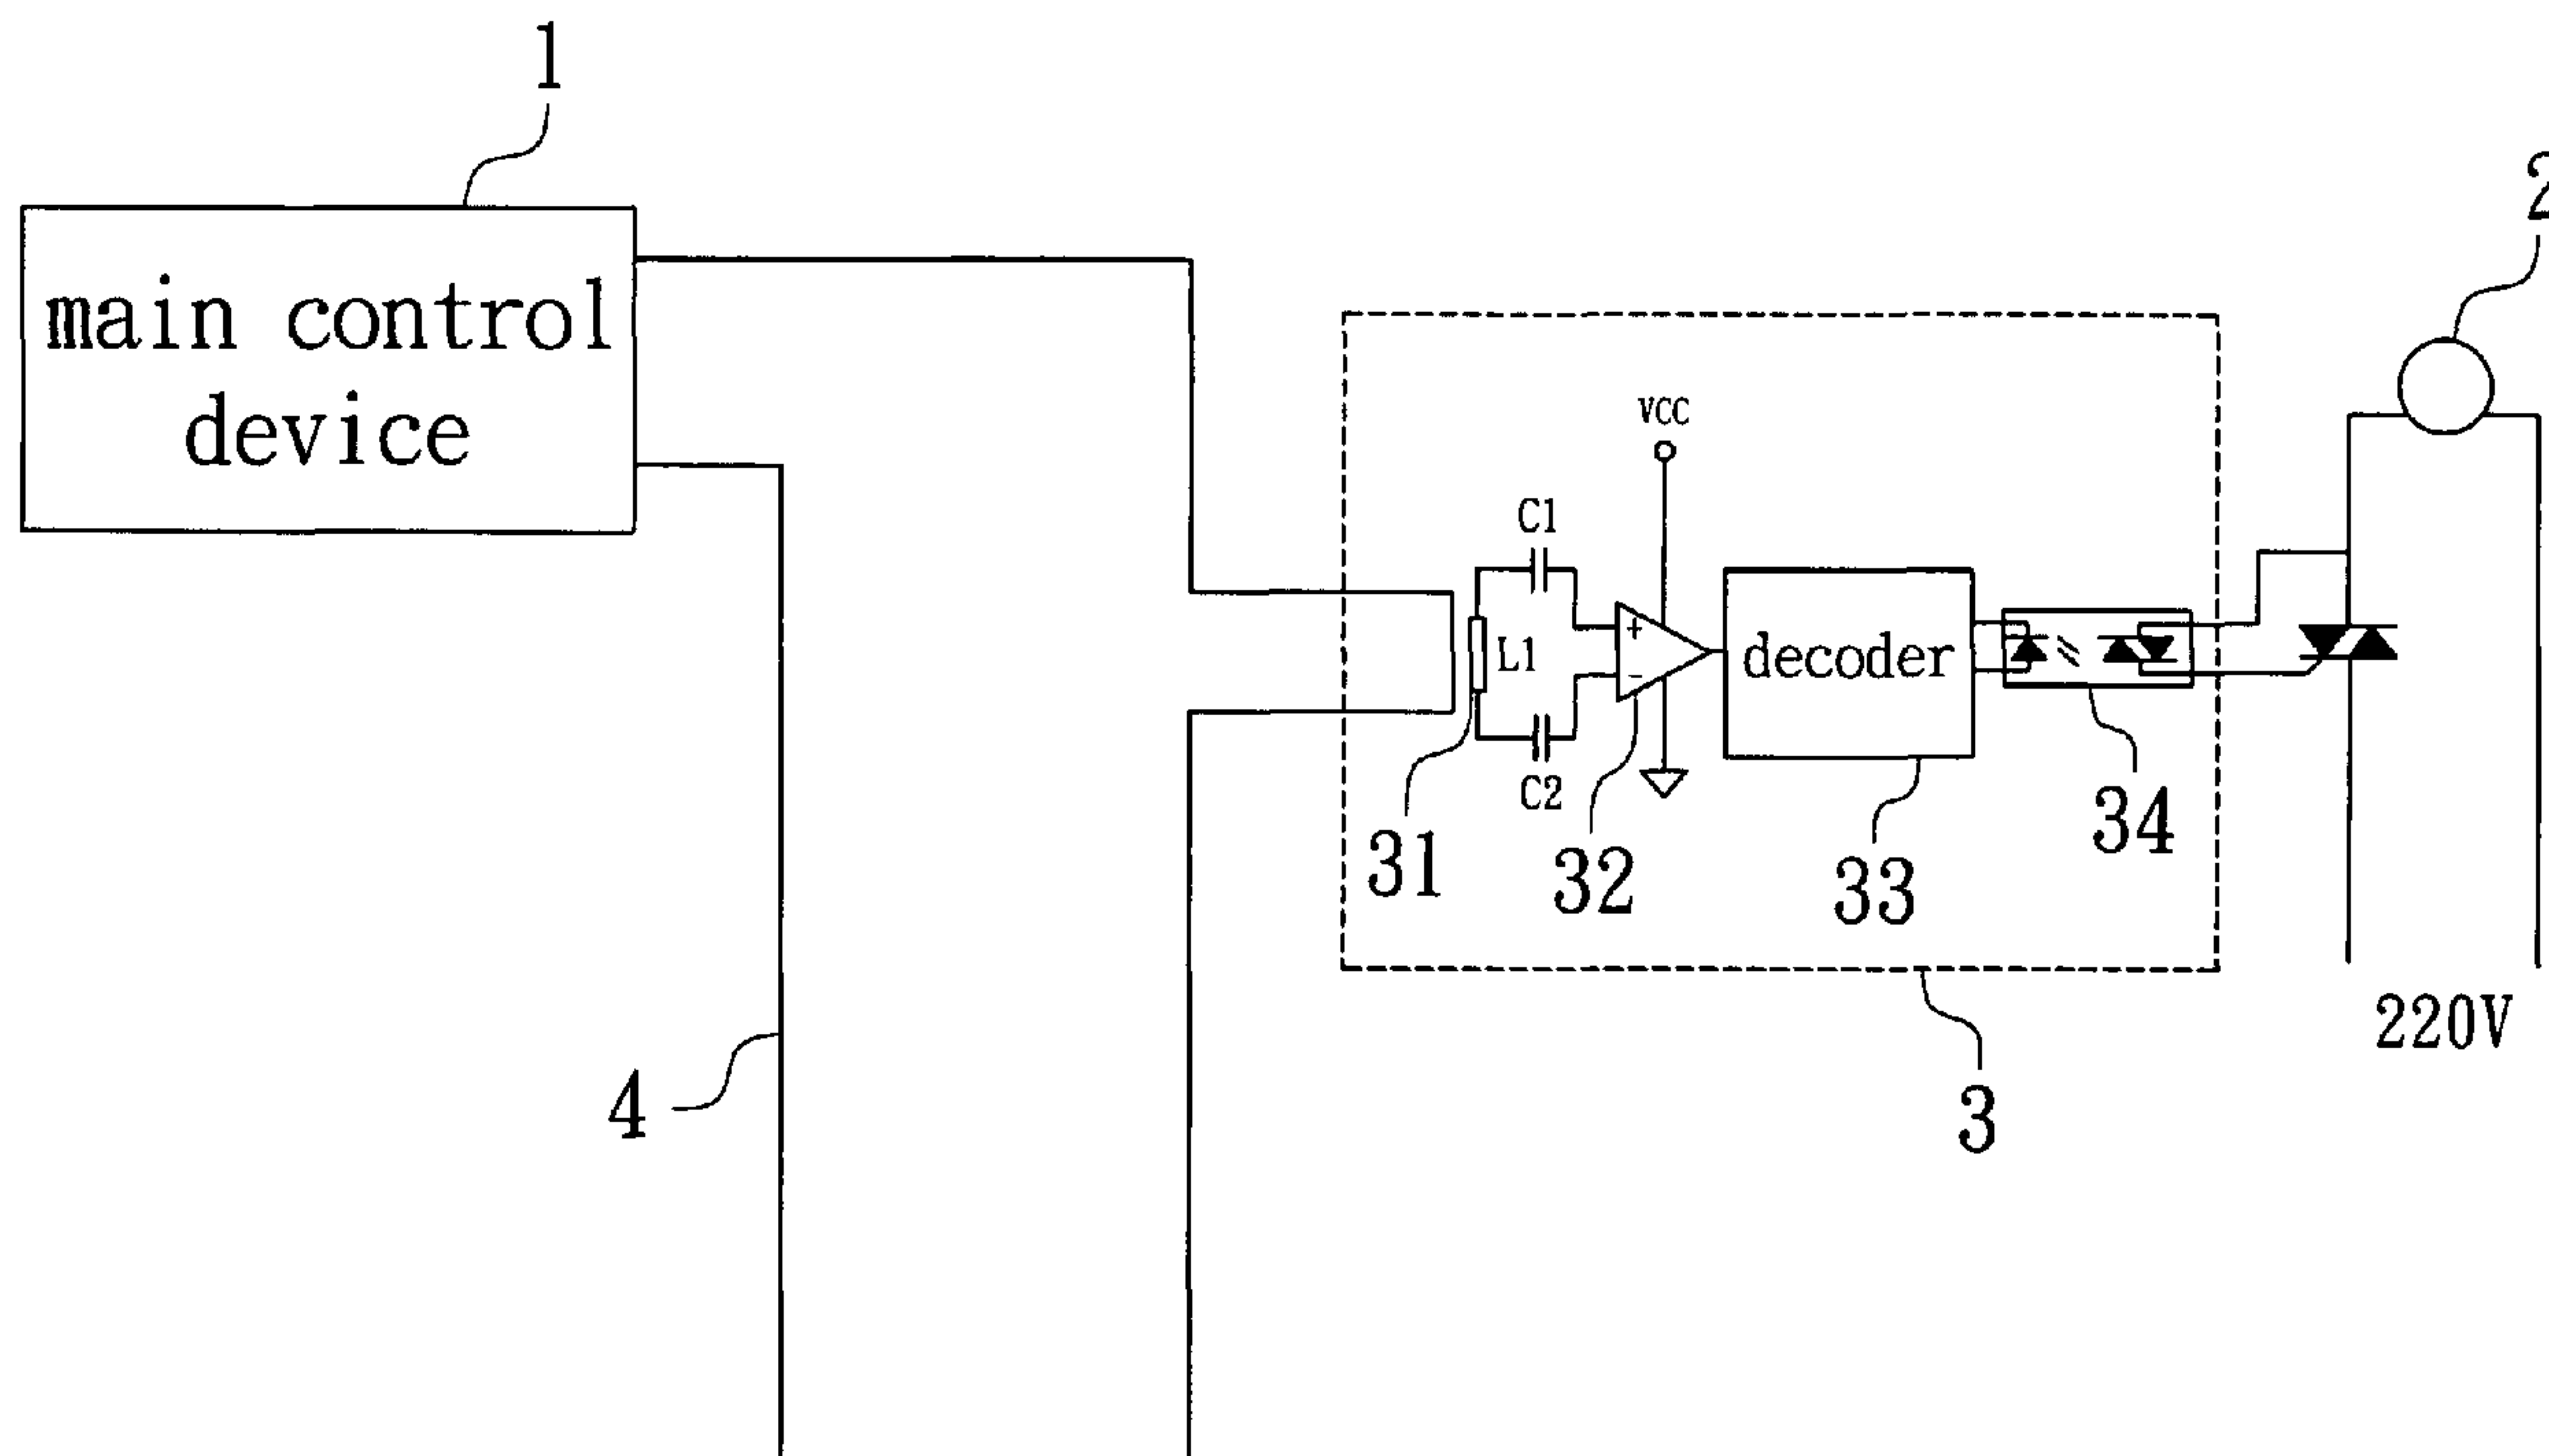 1
2
main control
device
VCC
C1
+
L1
decoder
-
C2
34
31
32
33
220V
4
3